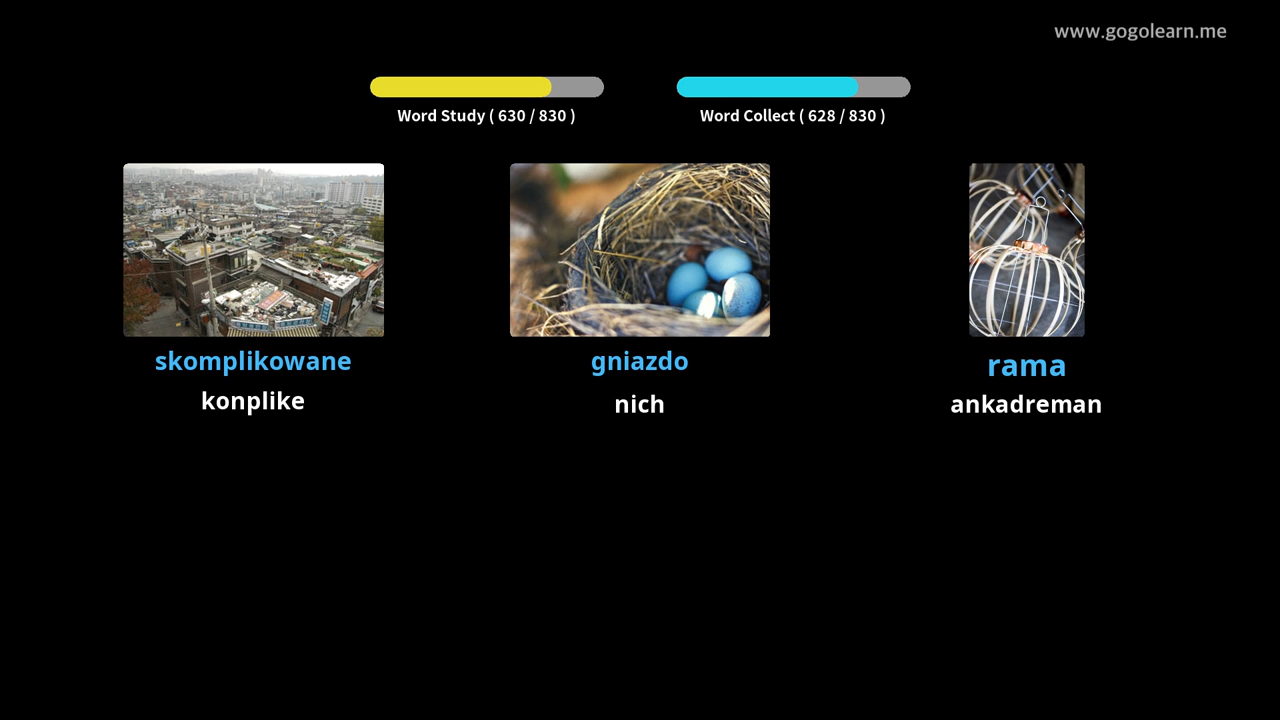 www.gogolearn.me
Word Study ( 630 / 830 )
Word Collect ( 628 / 830 )
skomplikowane
konplike
gniazdo
nich
rama
ankadreman